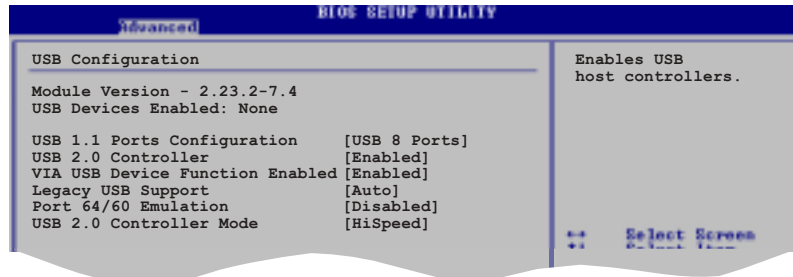 BIOS SETUP UTILITY
Advanced
USB Configuration
Module Version - 2.23.2-7.4
USB Devices Enabled: None
USB 1.1 Ports Configuration [USB 8 Ports]
USB 2.0 Controller [Enabled]
VIA USB Device Function Enabled [Enabled]
Legacy USB Support [Auto]
Port 64/60 Emulation [Disabled]
USB 2.0 Controller Mode [HiSpeed]
Enables USB
host controllers.
Select Screen